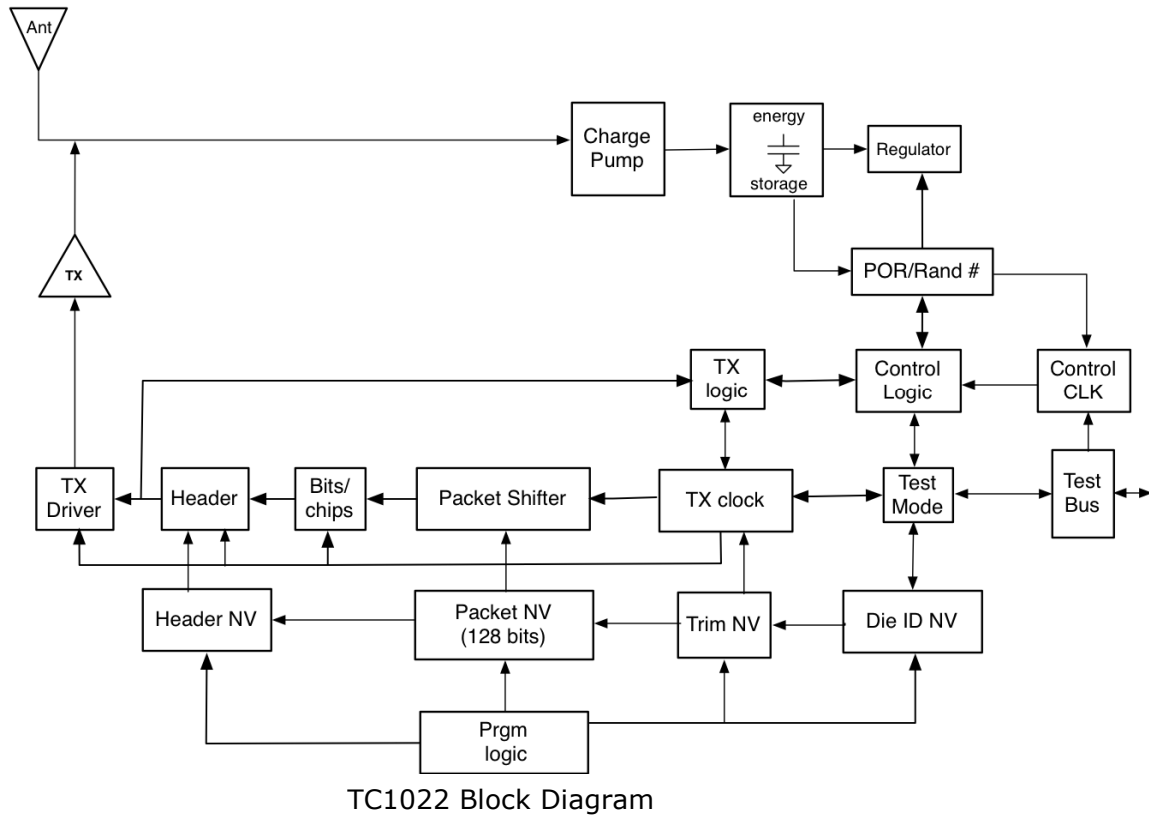 Ant
energy
storage
Charge
Pump
Regulator
TX
POR/Rand #
TX
logic
Control
Logic
Control
CLK
TX
Driver
Header
Bits/
chips
Packet Shifter
TX clock
Test
Mode
Test
Bus
Header NV
Packet NV
(128 bits)
Trim NV
Die ID NV
Prgm
logic
TC1022 Block Diagram